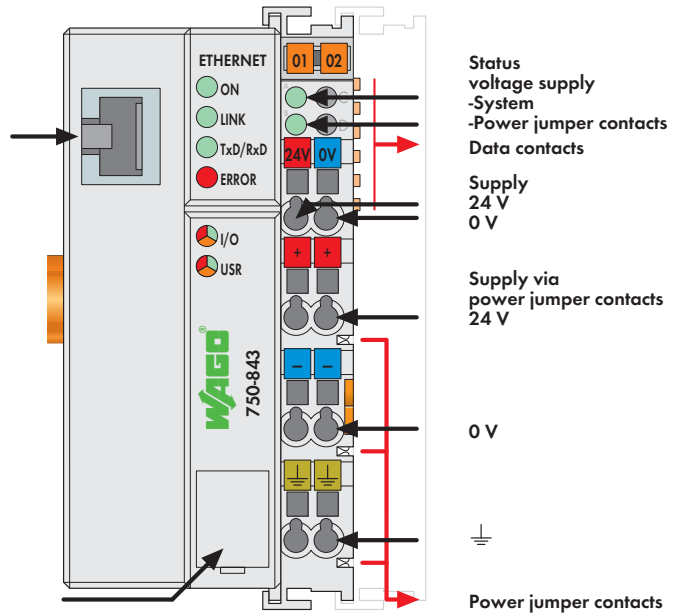 ETHERNET
ON
LINK
TxD/RxD
ERROR
I/O
USR
WAGO®
750-843
01 02
A C
B D
24V 0V
+ +
– –
Status
voltage supply
-System
-Power jumper contacts
Data contacts
Supply
24 V
0 V
Supply via
power jumper contacts
24 V
0 V
Power jumper contacts